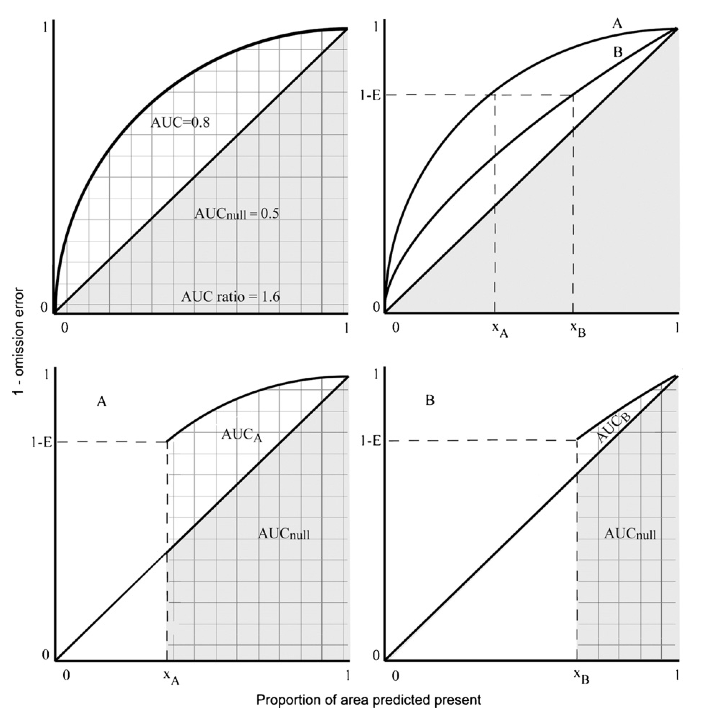 1
AUC=0.8
AUCnull = 0.5
AUC ratio = 1.6
0
0
1
1
A
B
1-E
0
0
xA
xB
1
1 - omission error
1
A
1-E
AUCA
AUCnull
0
0
xA
1
1
B
1-E
AUCB
AUCnull
0
0
xB
1
Proportion of area predicted present